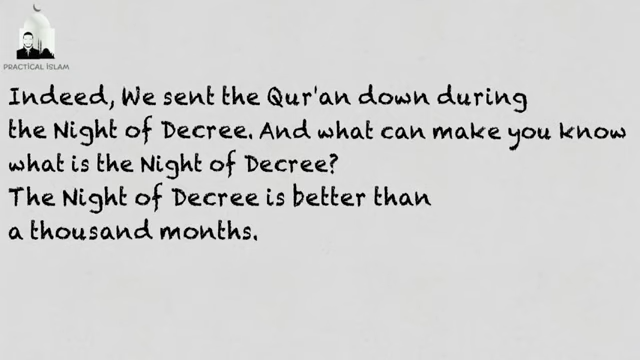 PRACTICAL ISLAM
Indeed, We sent the Qur'an down during
the Night of Decree. And what can make you know
what is the Night of Decree?
The Night of Decree is better than
a thousand months.